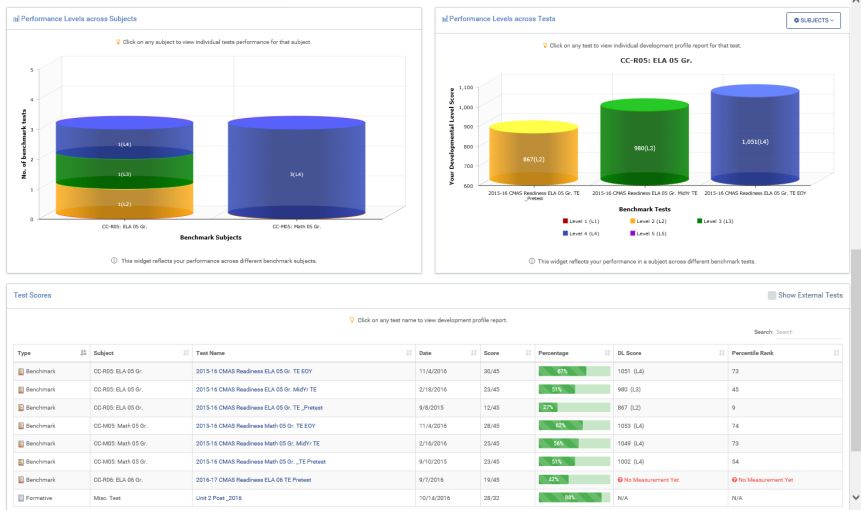 Performance Levels across Subjects
Click on any subject to view individual tests performance for that subject.
5
4
3
2
1
0
No. of benchmark tests
1(L4)
1(L3)
1(L2)
3(L4)
CC-R05: ELA 05 Gr.
CC-M05: Math 05 Gr.
Benchmark Subjects
This widget reflects your performance across different benchmark subjects.
Performance Levels across Tests
SUBJECTS
Click on any test to view individual development profile report for that test.
CC-R05: ELA 05 Gr.
1,100
1,000
900
800
700
600
Your Developmental Level Score
867(L2)
980(L3)
1,051(L4)
2015-16 CMAS Readiness ELA 05 Gr. TE
_Pretest
2015-16 CMAS Readiness ELA 05 Gr. MidYr TE
2015-16 CMAS Readiness ELA 05 Gr. TE EOY
Benchmark Tests
Level 1 (L1) Level 2 (L2) Level 3 (L3)
Level 4 (L4) Level 5 (L5)
This widget reflects your performance in a subject across different benchmark tests.
Test Scores
Show External Tests
Click on any test name to view development profile report.
Search: Search
Type Subject Test Name Date Score Percentage DL Score Percentile Rank
Benchmark CC-R05: ELA 05 Gr. 2015-16 CMAS Readiness ELA 05 Gr. TE EOY 11/4/2016 30/45 67% 1051 (L4) 73
Benchmark CC-R05: ELA 05 Gr. 2015-16 CMAS Readiness ELA 05 Gr. MidYr TE 2/18/2016 23/45 51% 980 (L3) 45
Benchmark CC-R05: ELA 05 Gr. 2015-16 CMAS Readiness ELA 05 Gr. TE _Pretest 9/8/2015 12/45 27% 867 (L2) 9
Benchmark CC-M05: Math 05 Gr. 2015-16 CMAS Readiness Math 05 Gr. TE EOY 11/4/2016 28/45 62% 1053 (L4) 74
Benchmark CC-M05: Math 05 Gr. 2015-16 CMAS Readiness Math 05 Gr. MidYr TE 2/16/2016 25/45 56% 1049 (L4) 73
Benchmark CC-M05: Math 05 Gr. 2015-16 CMAS Readiness Math 05 Gr. _TE Pretest 9/10/2015 23/45 51% 1002 (L4) 54
Benchmark CC-R06: ELA 06 Gr. 2016-17 CMAS Readiness ELA 06 TE Pretest 9/7/2016 19/45 42% No Measurement Yet No Measurement Yet
Formative Misc. Test Unit 2 Post _2016 10/14/2016 28/32 88% N/A N/A